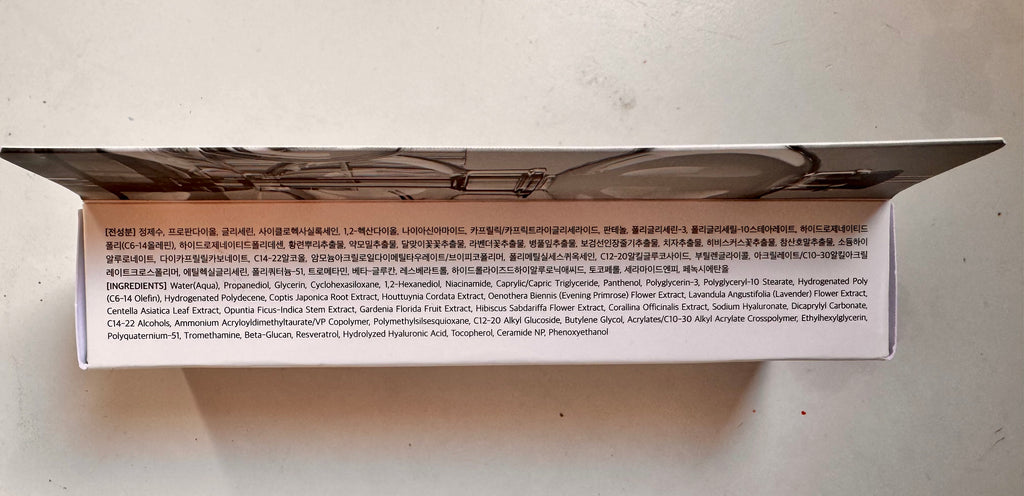 [전성분] 정제수, 프로판다이올, 글리세린, 사이클로헥사실록세인, 1,2-헥산다이올, 나이아신아마이드, 카프릴릭/카프릭트라이글리세라이드, 판테놀, 폴리글리세린-3, 폴리글리세릴-10스테아레이트, 하이드로제네이티드
폴리(C6-14올레핀), 하이드로제네이티드폴리데센, 황련뿌리추출물, 약모밀추출물, 달맞이꽃꽃추출물, 라벤더꽃추출물, 병풀잎추출물, 보검선인장줄기추출물, 치자추출물, 히비스커스꽃추출물, 참산호말추출물, 소듐하이
알루로네이트, 다이카프릴릴카보네이트, C14-22알코올, 암모늄아크릴로일다이메틸타우레이트/브이피코폴리머, 폴리메틸실세스퀴옥세인, C12-20알킬글루코사이드, 부틸렌글라이콜, 아크릴레이트/C10-30알킬아크릴
레이트크로스폴리머, 에틸헥실글리세린, 폴리쿼터늄-51, 트로메타민, 베타-글루칸, 레스베라트롤, 하이드롤라이즈드하이알루로닉애씨드, 토코페롤, 세라마이드엔피, 페녹시에탄올
[INGREDIENTS] Water(Aqua), Propanediol, Glycerin, Cyclohexasiloxane, 1,2-Hexanediol, Niacinamide, Caprylic/Capric Triglyceride, Panthenol, Polyglycerin-3, Polyglyceryl-10 Stearate, Hydrogenated Poly
(C6-14 Olefin), Hydrogenated Polydecene, Coptis Japonica Root Extract, Houttuynia Cordata Extract, Oenothera Biennis (Evening Primrose) Flower Extract, Lavandula Angustifolia (Lavender) Flower Extract,
Centella Asiatica Leaf Extract, Opuntia Ficus-Indica Stem Extract, Gardenia Florida Fruit Extract, Hibiscus Sabdariffa Flower Extract, Corallina Officinalis Extract, Sodium Hyaluronate, Dicaprylyl Carbonate,
C14-22 Alcohols, Ammonium Acryloyldimethyltaurate/VP Copolymer, Polymethylsilsesquioxane, C12-20 Alkyl Glucoside, Butylene Glycol, Acrylates/C10-30 Alkyl Acrylate Crosspolymer, Ethylhexylglycerin,
Polyquaternium-51, Tromethamine, Beta-Glucan, Resveratrol, Hydrolyzed Hyaluronic Acid, Tocopherol, Ceramide NP, Phenoxyethanol